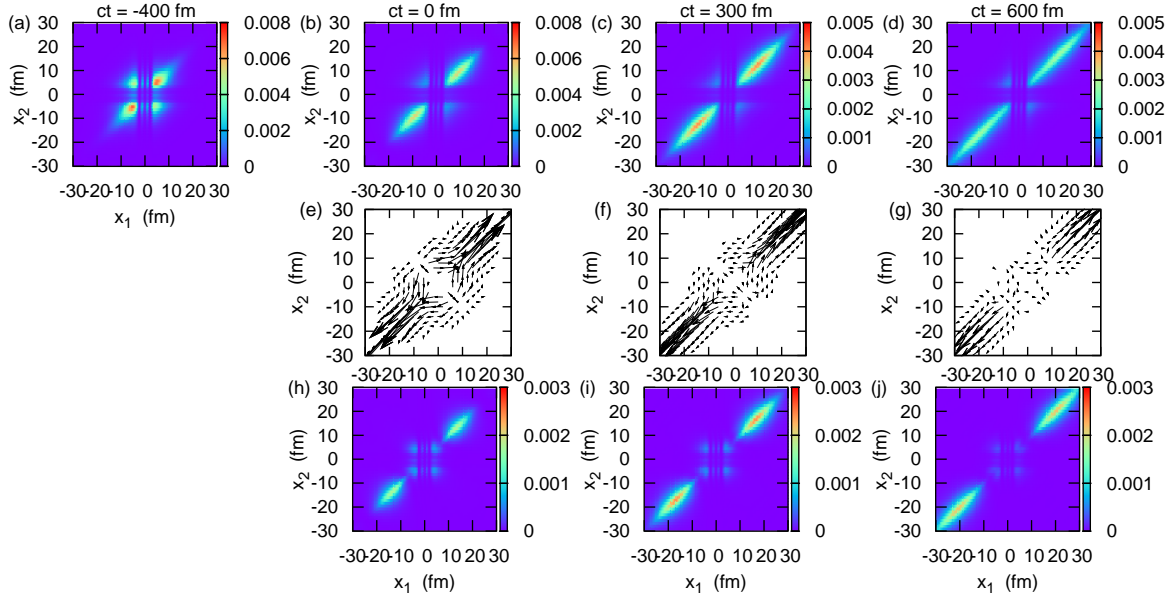 ct = -400 fm ct = 0 fm ct = 300 fm ct = 600 fm
(a) (b) (c) (d)
30 0.008 30 0.008 30 0.005 30 0.005
20 20 20 20
0.004 0.004
10 0.006 10 0.006 10 10
0.003 0.003
x2 (fm) 0 0.004 x2 (fm) 0 0.004 x2 (fm) 0 x2 (fm) 0
0.002 0.002
-10 0.002 -10 0.002 -10 -10
-20 -20 -20 0.001 -20 0.001
-30 0 -30 0 -30 0 -30 0
-30 -20 -10 0 10 20 30 -30 -20 -10 0 10 20 30 -30 -20 -10 0 10 20 30 -30 -20 -10 0 10 20 30
x1 (fm)
(e) (f) (g)
30 30 30
20 20 20
10 10 10
x2 (fm) 0 x2 (fm) 0 x2 (fm) 0
-10 -10 -10
-20 -20 -20
-30 -30 -30
-30 -20 -10 0 10 20 30 -30 -20 -10 0 10 20 30 -30 -20 -10 0 10 20 30
(h) (i) (j)
30 0.003 30 0.003 30 0.003
20 20 20
10 0.002 10 0.002 10 0.002
x2 (fm) 0 x2 (fm) 0 x2 (fm) 0
-10 0.001 -10 0.001 -10 0.001
-20 -20 -20
-30 0 -30 0 -30 0
-30 -20 -10 0 10 20 30 -30 -20 -10 0 10 20 30 -30 -20 -10 0 10 20 30
x1 (fm) x1 (fm) x1 (fm)